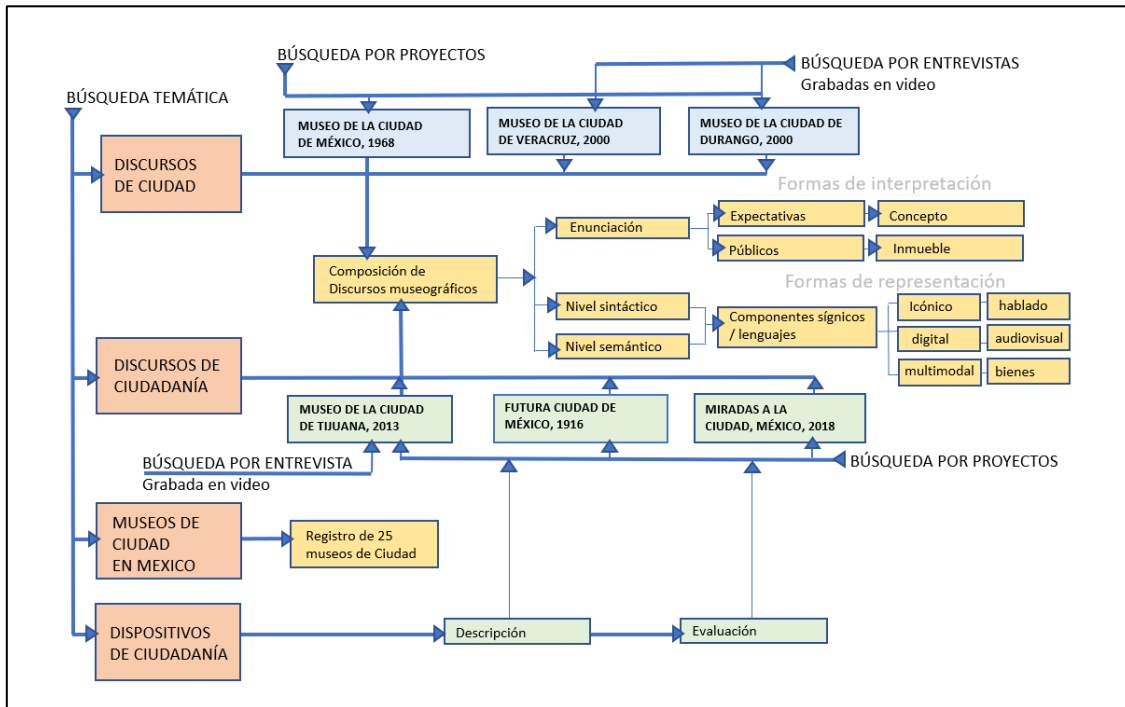 BÚSQUEDA POR PROYECTOS
BÚSQUEDA POR ENTREVISTAS
Grabadas en video
BÚSQUEDA TEMÁTICA
MUSEO DE LA CIUDAD
DE MÉXICO, 1968
MUSEO DE LA CIUDAD
DE VERACRUZ, 2000
MUSEO DE LA CIUDAD DE
DURANGO, 2000
DISCURSOS
DE CIUDAD
Formas de interpretación
Enunciación
Expectativas
Concepto
Públicos
Inmueble
Composición de
Discursos museográficos
Formas de representación
Nivel sintáctico
Nivel semántico
Componentes sígnicos
/ lenguajes
Icónico
hablado
digital
audiovisual
multimodal
bienes
DISCURSOS DE
CIUDADANÍA
MUSEO DE LA CIUDAD
DE TIJUANA, 2013
FUTURA CIUDAD DE
MÉXICO, 1916
MIRADAS A LA
CIUDAD, MÉXICO, 2018
BÚSQUEDA POR ENTREVISTA
Grabada en video
BÚSQUEDA POR PROYECTOS
MUSEOS DE
CIUDAD
EN MEXICO
Registro de 25
museos de Ciudad
DISPOSITIVOS
DE CIUDADANÍA
Descripción
Evaluación